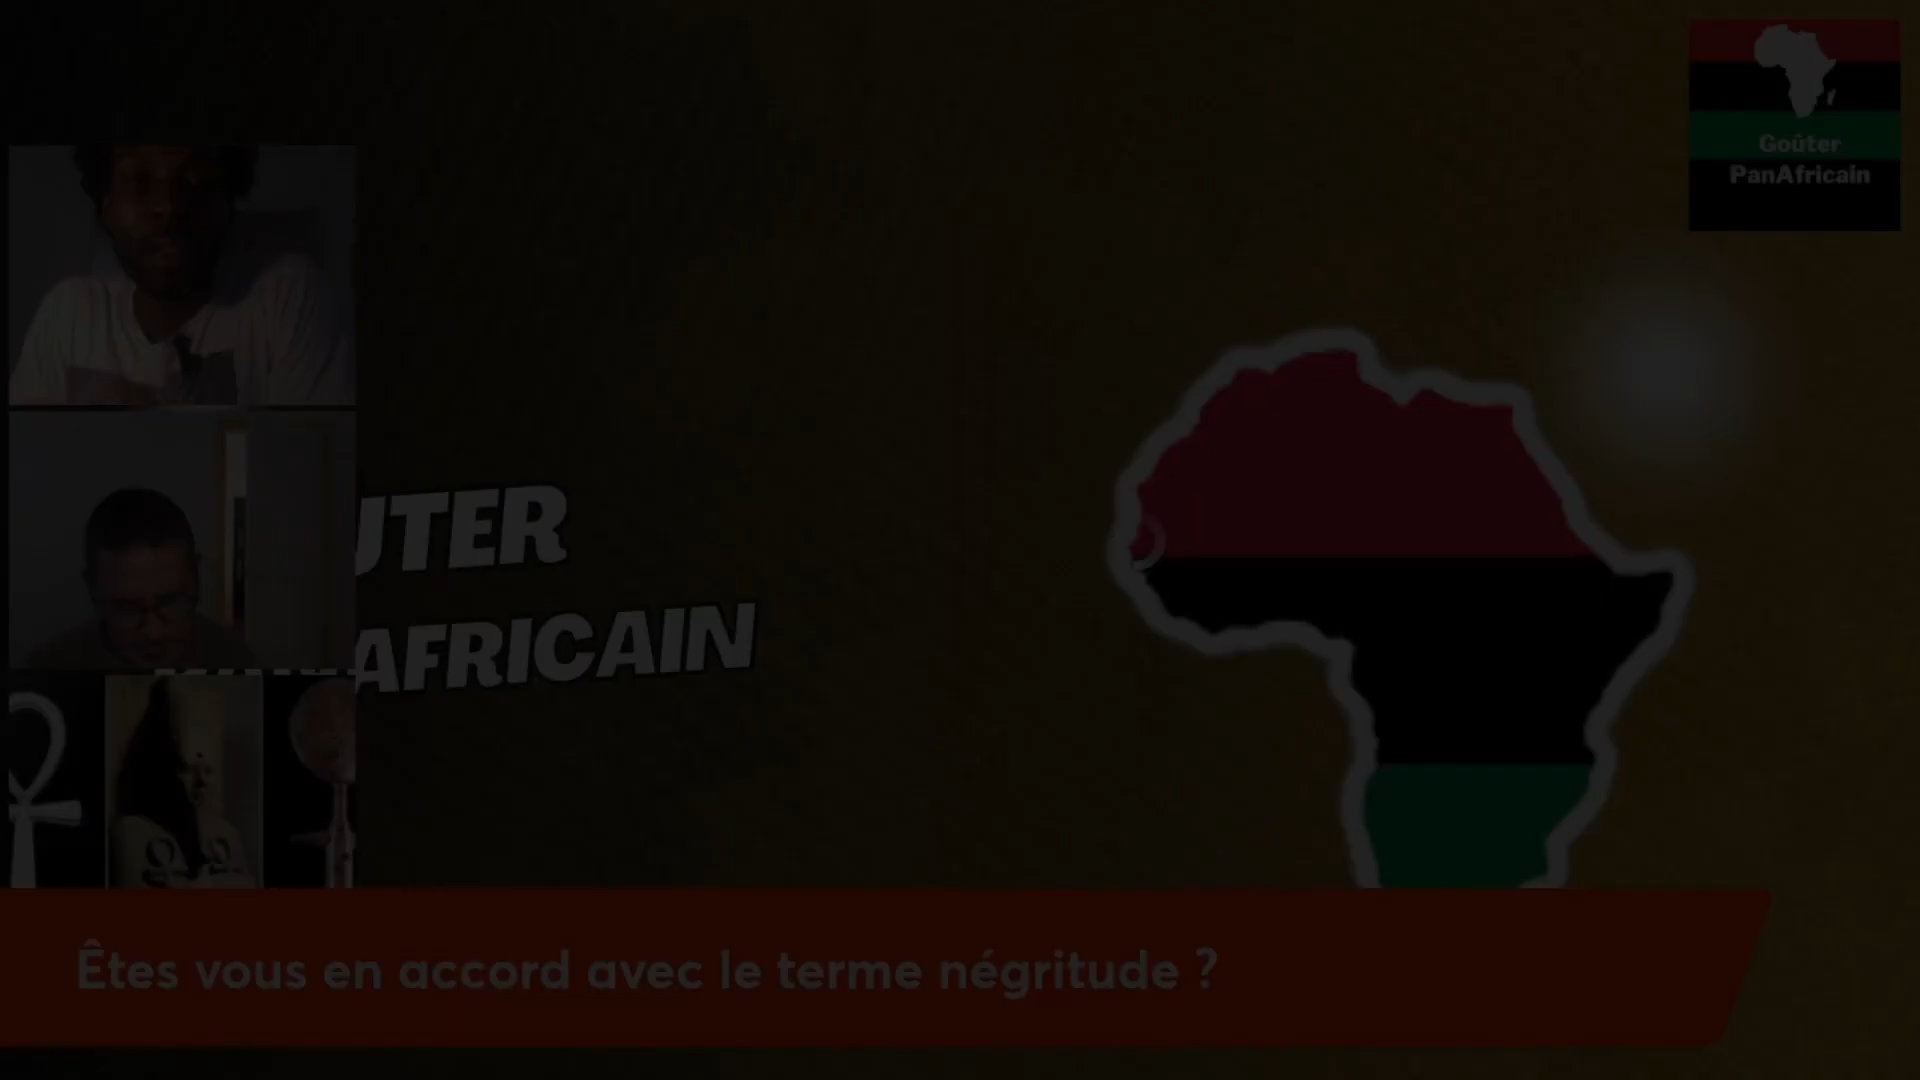 Goûter
PanAfricain
UTER
AFRICAIN
Êtes vous en accord avec le terme négritude ?